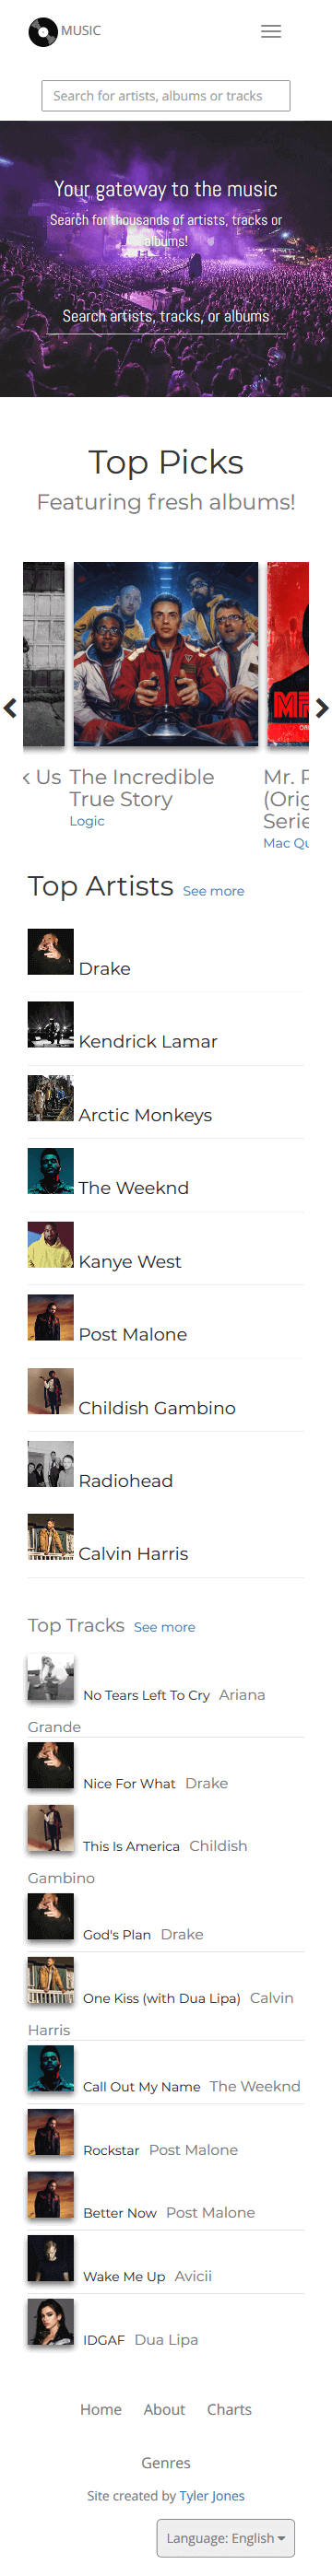 MUSIC
Search for artists, albums or tracks
Your gateway to the music
Search for thousands of artists, tracks or
albums!
Search artists, tracks, or albums
Top Picks
Featuring fresh albums!
Us
The Incredible
True Story
Logic
Mr.
(Orig
Serie
Mac Qu
Top Artists See more
Drake
Kendrick Lamar
Arctic Monkeys
The Weeknd
Kanye West
Post Malone
Childish Gambino
Radiohead
Calvin Harris
Top Tracks See more
No Tears Left To Cry Ariana
Grande
Nice For What Drake
This Is America Childish
Gambino
God's Plan Drake
One Kiss (with Dua Lipa) Calvin
Harris
Call Out My Name The Weeknd
Rockstar Post Malone
Better Now Post Malone
Wake Me Up Avicii
IDGAF Dua Lipa
Home About Charts
Genres
Site created by Tyler Jones
Language: English